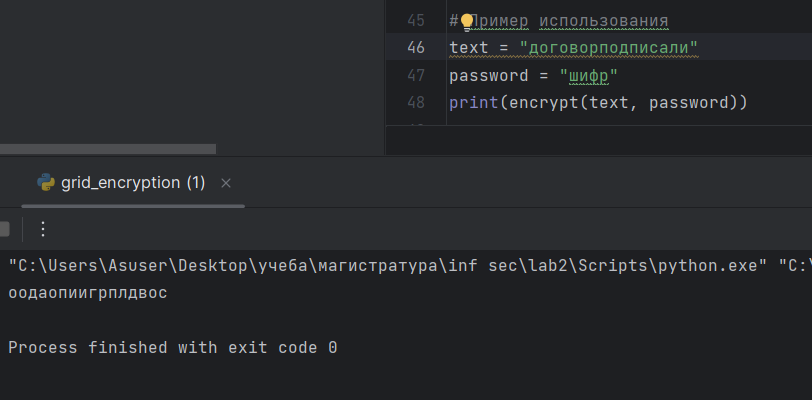 45 # Пример использования
46 text = "договорподписали"
47 password = "шифр"
48 print(encrypt(text, password))
grid_encryption (1)
"C:\Users\Asuser\Desktop\учеба\магистратура\inf sec\lab2\Scripts\python.exe" "C:\
оодаопиигрплдвос
Process finished with exit code 0